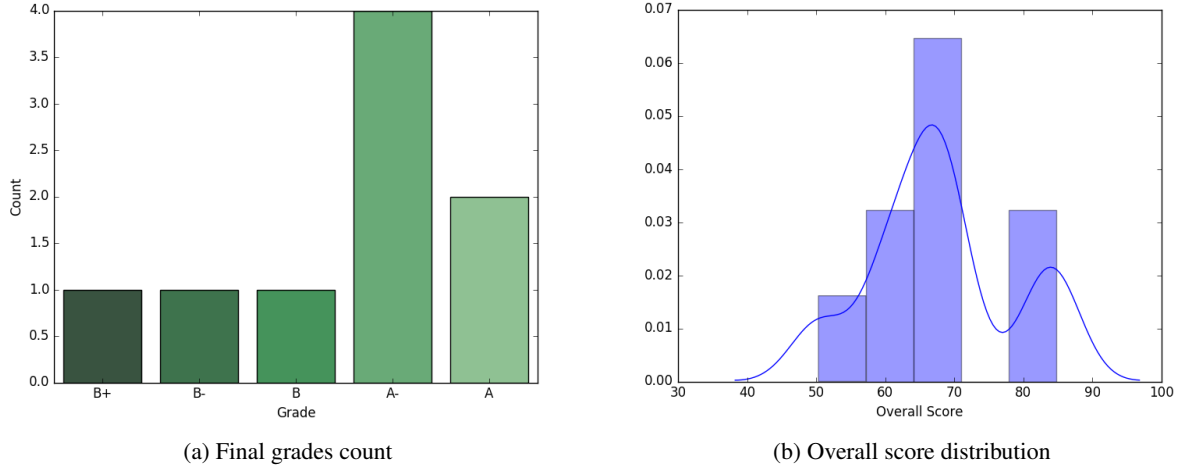 4.0
3.5
3.0
2.5
2.0
1.5
1.0
0.5
0.0
Count
B+ B- B A- A
Grade
(a) Final grades count
0.07
0.06
0.05
0.04
0.03
0.02
0.01
0.00
30 40 50 60 70 80 90 100
Overall Score
(b) Overall score distribution